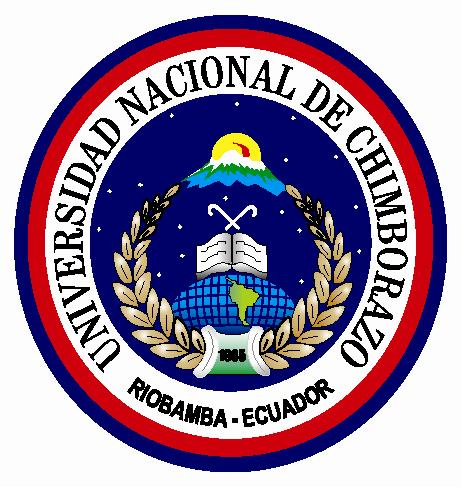 UNIVERSIDAD NACIONAL DE CHIMBORAZO
1995
RIOBAMBA - ECUADOR